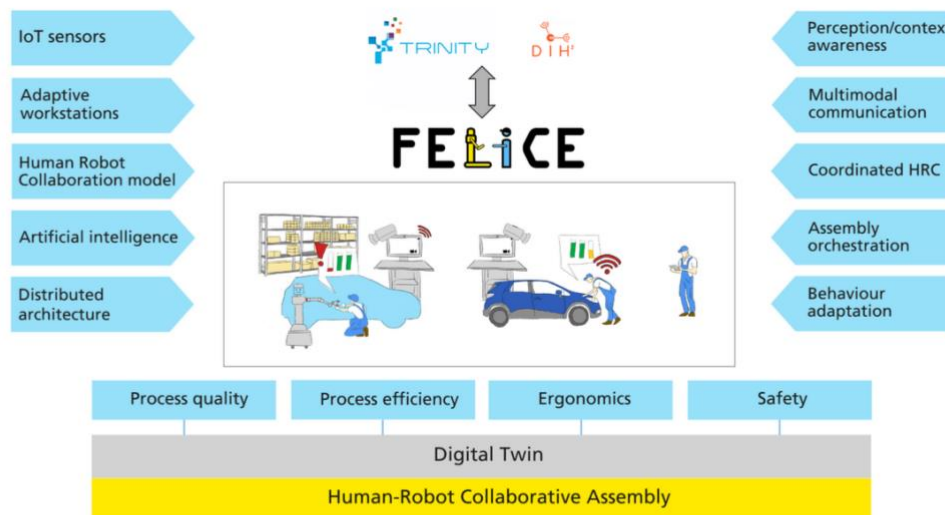 IoT sensors
Adaptive
workstations
Human Robot
Collaboration model
Artificial intelligence
Distributed
architecture
TRINITY
DIH²
FELiCE
Perception/context
awareness
Multimodal
communication
Coordinated HRC
Assembly
orchestration
Behaviour
adaptation
Process quality
Process efficiency
Ergonomics
Safety
Digital Twin
Human-Robot Collaborative Assembly